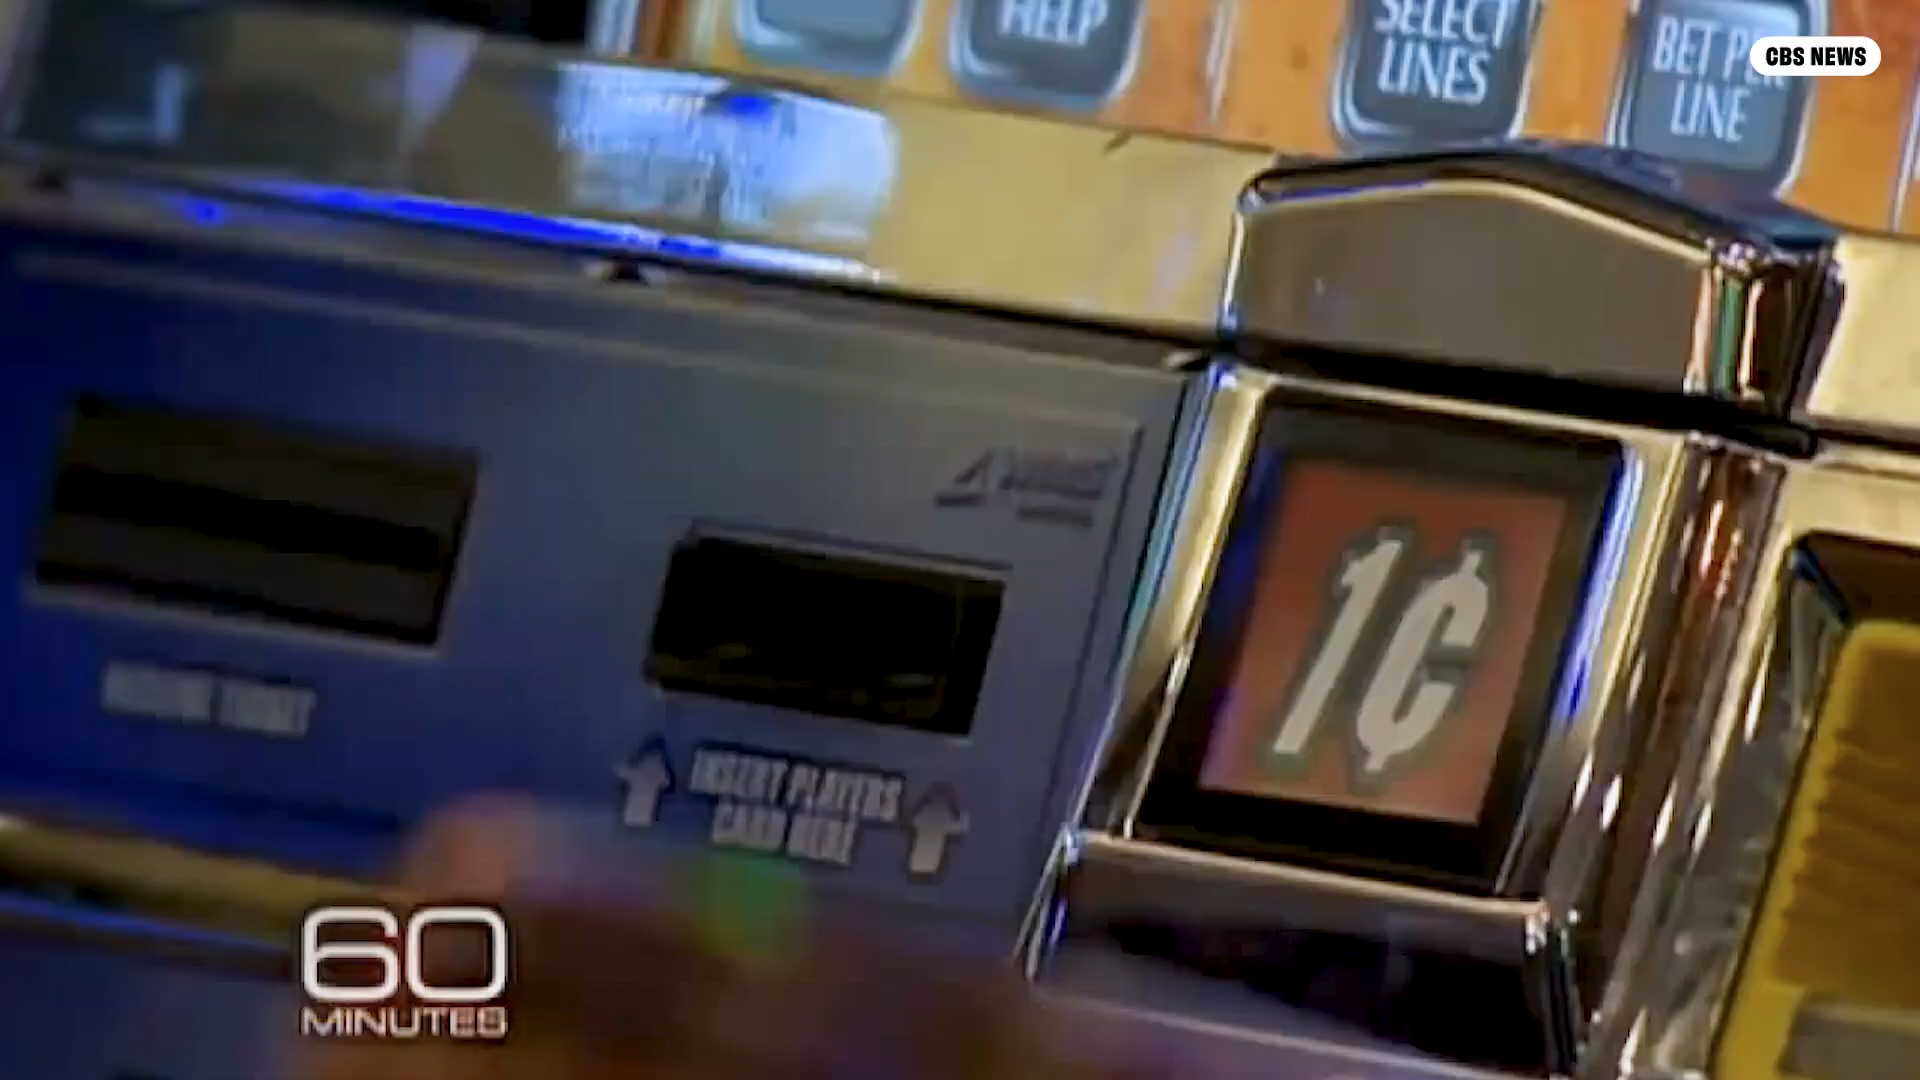 HELP
SELECT
LINES
BET PER
LINE
CBS NEWS
1¢
INSERT PLAYERS
CARD HERE
60
MINUTES